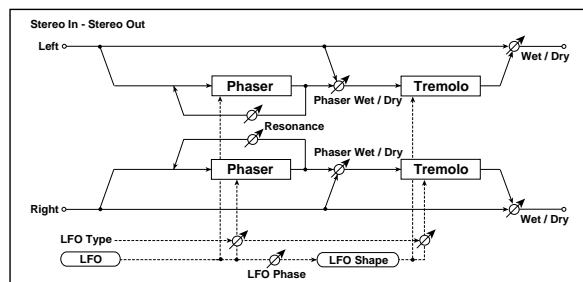 Stereo In - Stereo Out
Left
Wet / Dry
Phaser
Tremolo
Phaser Wet / Dry
Resonance
Phaser Wet / Dry
Phaser
Tremolo
Right
Wet / Dry
LFO Type
LFO
LFO Phase
LFO Shape